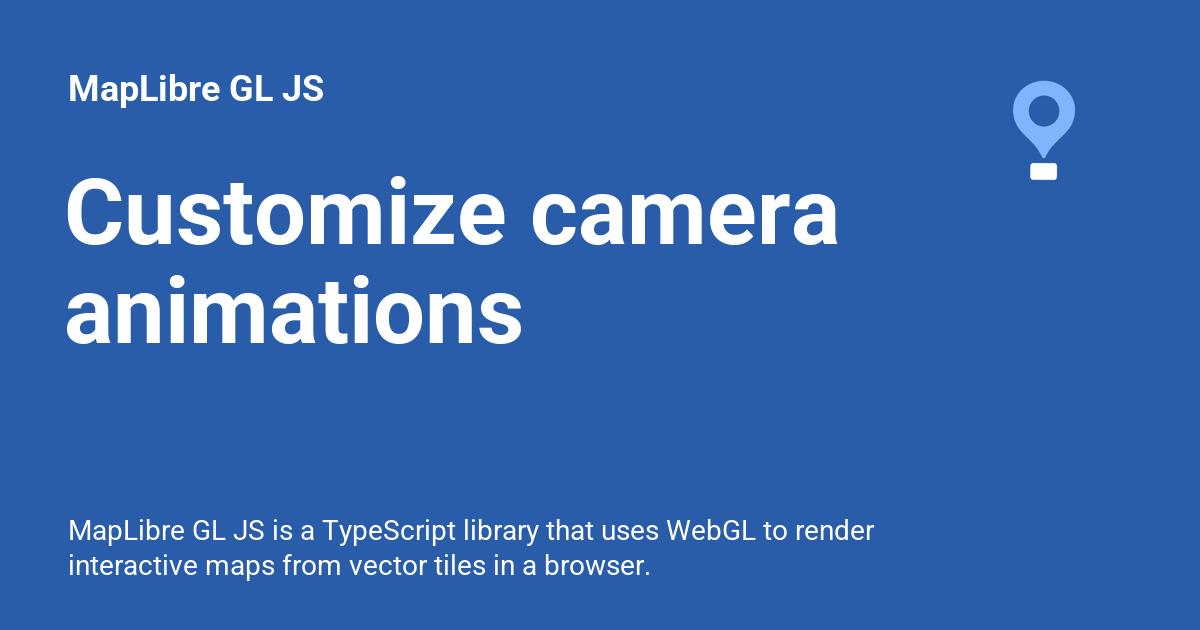 MapLibre GL JS
Customize camera
animations
MapLibre GL JS is a TypeScript library that uses WebGL to render
interactive maps from vector tiles in a browser.